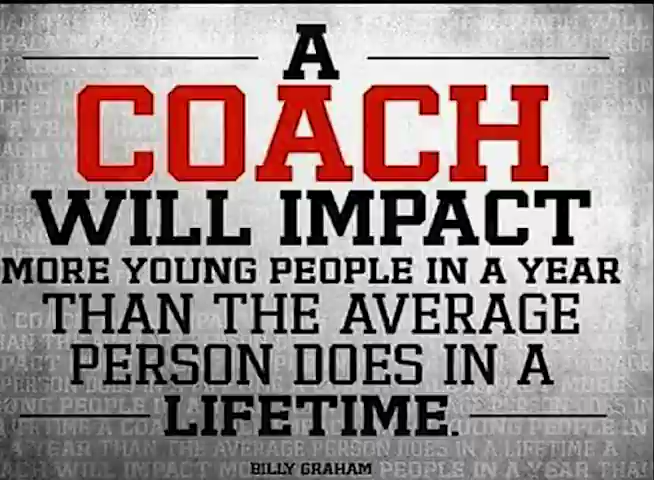 A
COACH
WILL IMPACT
MORE YOUNG PEOPLE IN A YEAR
THAN THE AVERAGE
PERSON DOES IN A
LIFETIME.
BILLY GRAHAM